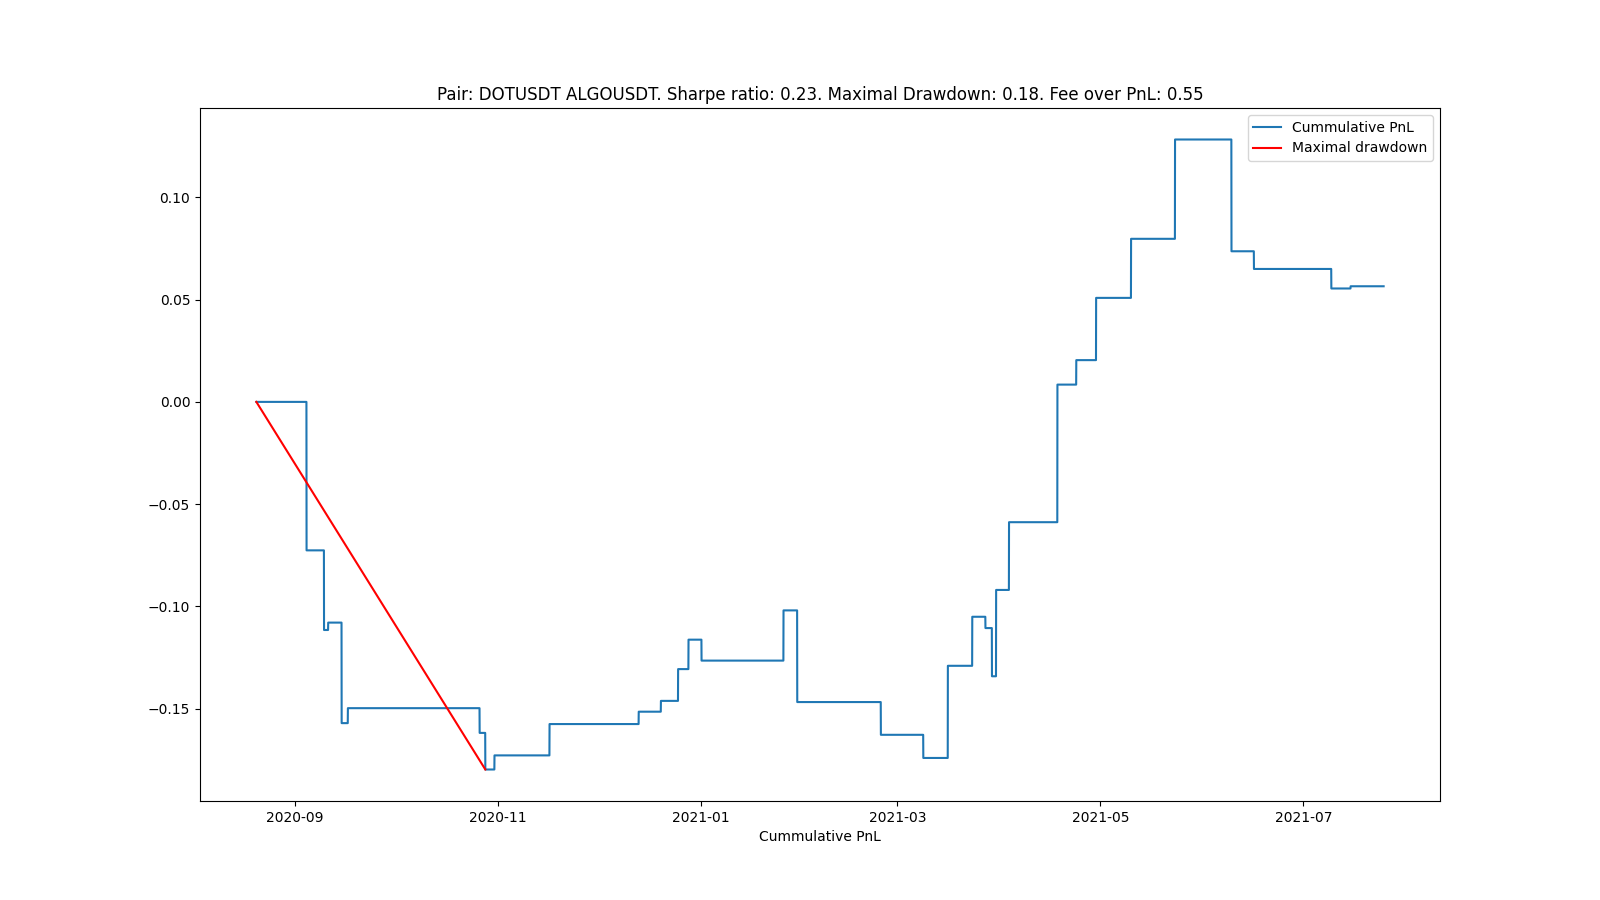 Pair: DOTUSDT ALGOUSDT. Sharpe ratio: 0.23. Maximal Drawdown: 0.18. Fee over PnL: 0.55
Cummulative PnL
Maximal drawdown
0.10
0.05
0.00
−0.05
−0.10
−0.15
2020-09 2020-11 2021-01 2021-03 2021-05 2021-07
Cummulative PnL